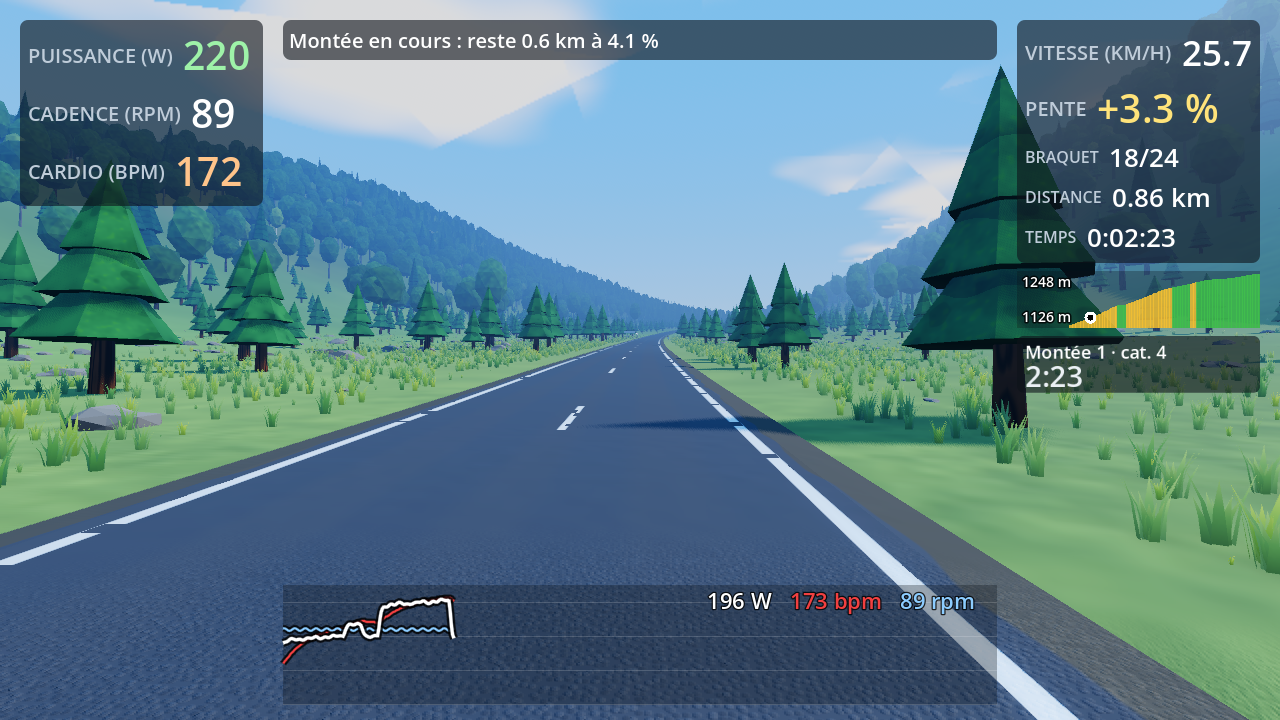 PUISSANCE (W) 220
CADENCE (RPM) 89
CARDIO (BPM) 172
Montée en cours : reste 0.6 km à 4.1 %
VITESSE (KM/H) 25.7
PENTE +3.3 %
BRAQUET 18/24
DISTANCE 0.86 km
TEMPS 0:02:23
1248 m
1126 m
Montée 1 · cat. 4
2:23
196 W 173 bpm 89 rpm